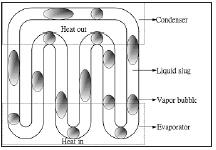 Condenser
Heat out
Liquid slug
Vapor bubble
Evaporator
Heat in